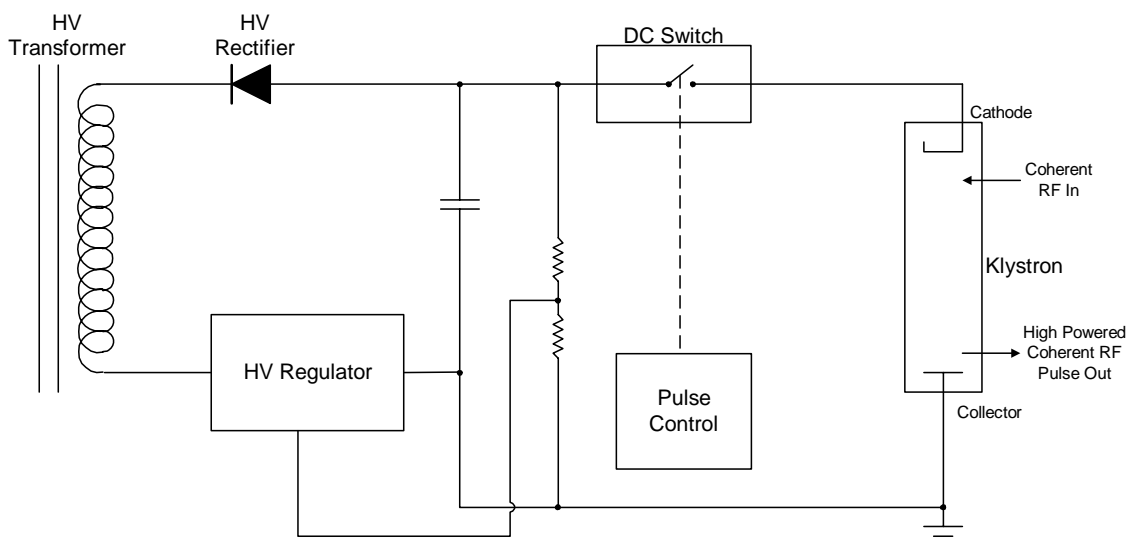 HV
Transformer
HV
Rectifier
DC Switch
Cathode
Coherent
RF In
Klystron
HV Regulator
High Powered
Coherent RF
Pulse Out
Pulse
Control
Collector